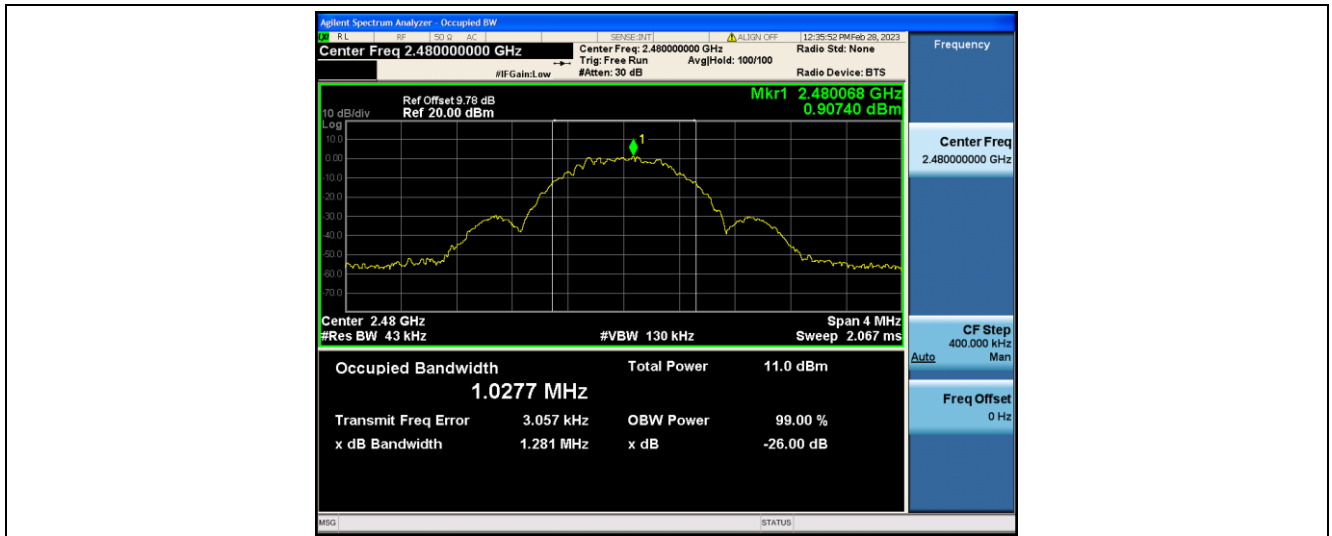 Agilent Spectrum Analyzer - Occupied BW
RL RF 50 Ω AC SENSE:INT ALIGN OFF 12:35:52 PM Feb 28, 2023
Center Freq 2.480000000 GHz
Center Freq: 2.480000000 GHz
Radio Std: None
Trig: Free Run Avg|Hold: 100/100
#IFGain:Low
#Atten: 30 dB
Radio Device: BTS
Frequency
Mkr1 2.480068 GHz
0.90740 dBm
Ref Offset 9.78 dB
10 dB/div Ref 20.00 dBm
Log
10.0
1
0.00
-10.0
-20.0
-30.0
-40.0
-50.0
-60.0
-70.0
Center Freq
2.480000000 GHz
Center 2.48 GHz Span 4 MHz
#Res BW 43 kHz #VBW 130 kHz Sweep 2.067 ms
CF Step
400.000 kHz
Auto Man
Occupied Bandwidth Total Power 11.0 dBm
1.0277 MHz
Transmit Freq Error 3.057 kHz OBW Power 99.00 %
x dB Bandwidth 1.281 MHz x dB -26.00 dB
Freq Offset
0 Hz
MSG STATUS